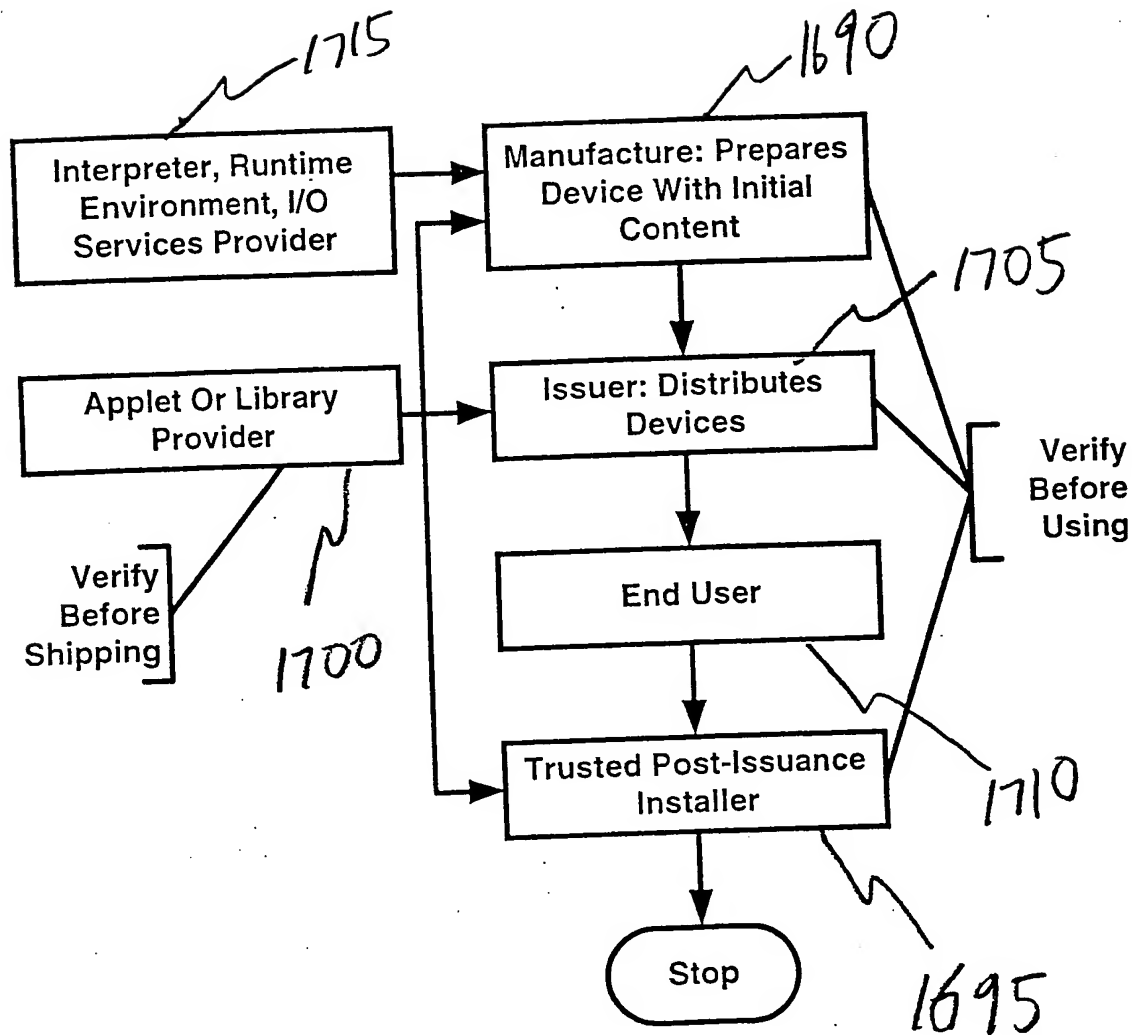 1715
1690
Interpreter, Runtime
Environment, I/O
Services Provider
Manufacture: Prepares
Device With Initial
Content
1705
Applet Or Library
Provider
Issuer: Distributes
Devices
Verify
Before
Using
Verify
Before
Shipping
1700
End User
1710
Trusted Post-Issuance
Installer
Stop
1695